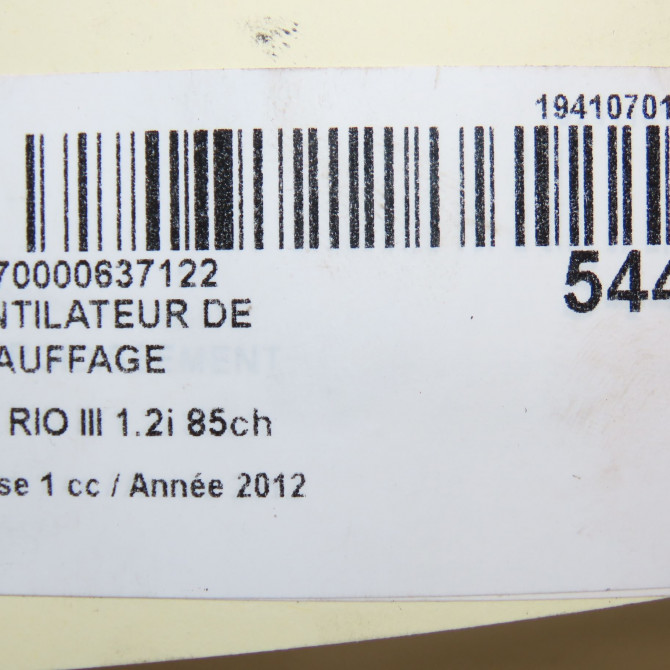 19410701
70000637122
544
NTILATEUR DE
AUFFAGE
RIO III 1.2i 85ch
se 1 cc / Année 2012